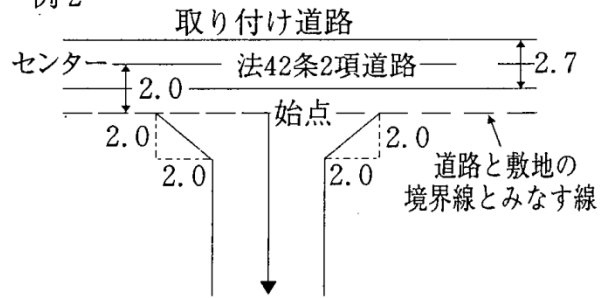 例2
取り付け道路
センター
法42条2項道路
2.7
2.0
始点
2.0
2.0
2.0
2.0
道路と敷地の
境界線とみなす線